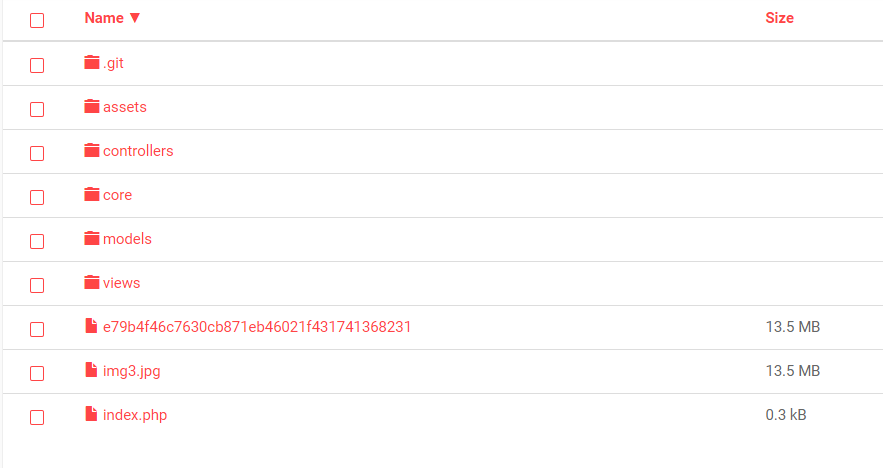 Name ▼ Size
.git
assets
controllers
core
models
views
e79b4f46c7630cb871eb46021f431741368231 13.5 MB
img3.jpg 13.5 MB
index.php 0.3 kB